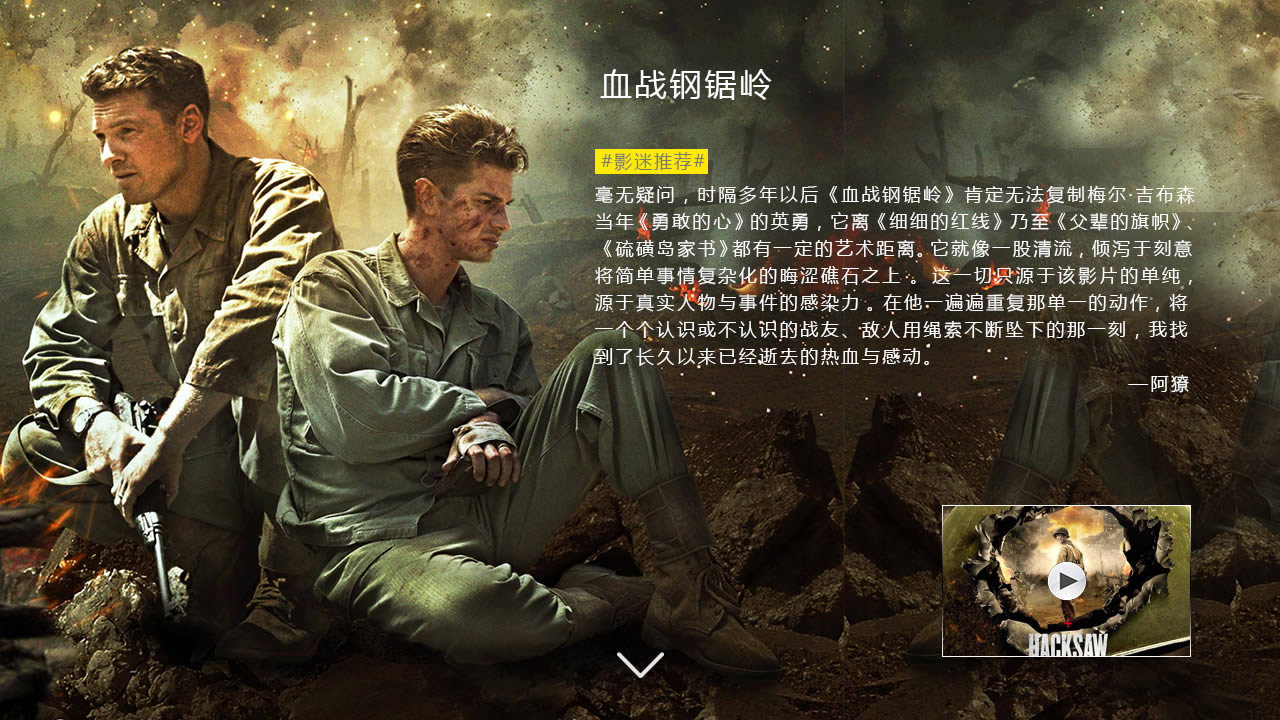 血战钢锯岭
#影迷推荐#
毫无疑问，时隔多年以后《血战钢锯岭》肯定无法复制梅尔·吉布森
当年《勇敢的心》的英勇，它离《细细的红线》乃至《父辈的旗帜》、
《硫磺岛家书》都有一定的艺术距离。它就像一股清流，倾泻于刻意
将简单事情复杂化的晦涩礁石之上 。这一切只源于该影片的单纯，
源于真实人物与事件的感染力。在他一遍遍重复那单一的动作，将
一个个认识或不认识的战友、敌人用绳索不断坠下的那一刻，我找
到了长久以来已经逝去的热血与感动。
—阿獠
HACKSAW